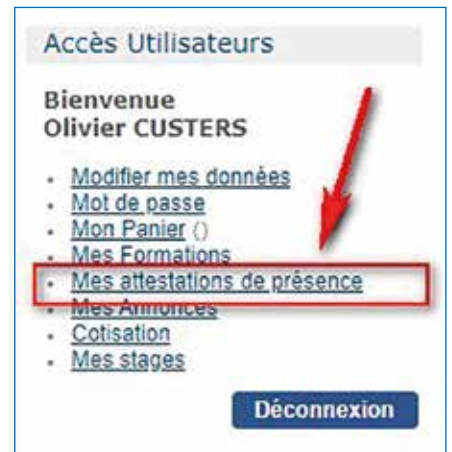 Accès Utilisateurs
Bienvenue
Olivier CUSTERS
Modifier mes données
Mot de passe
Mon Panier ()
Mes Formations
Mes attestations de présence
Mes Annonces
Cotisation
Mes stages
Déconnexion